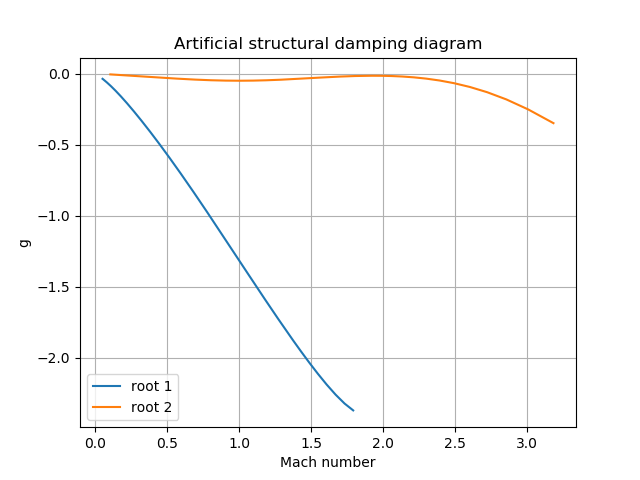 Artificial structural damping diagram
g
0.0
−0.5
−1.0
−1.5
−2.0
root 1
root 2
0.0 0.5 1.0 1.5 2.0 2.5 3.0
Mach number